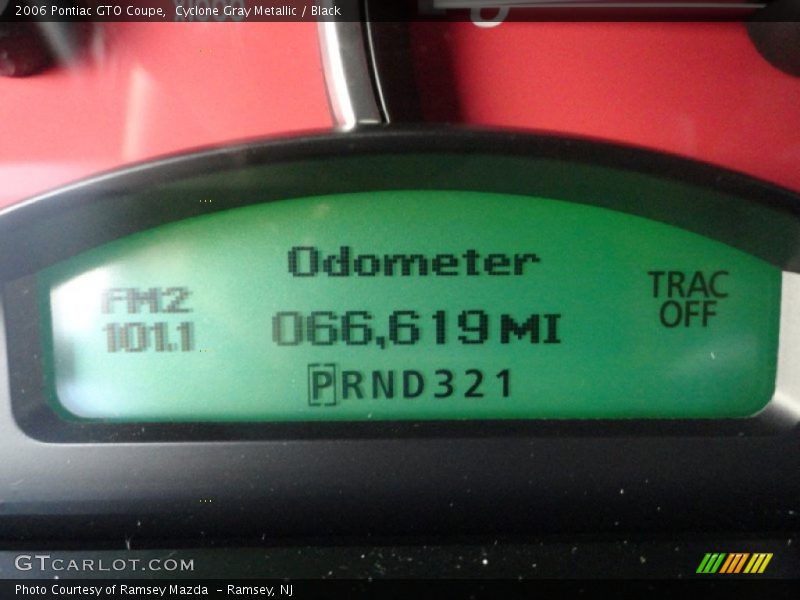 2006 Pontiac GTO Coupe, Cyclone Gray Metallic / Black
Odometer
FM2
101.1
066,619 MI
TRAC
OFF
PRND321
GTCARLOT.COM
Photo Courtesy of Ramsey Mazda - Ramsey, NJ